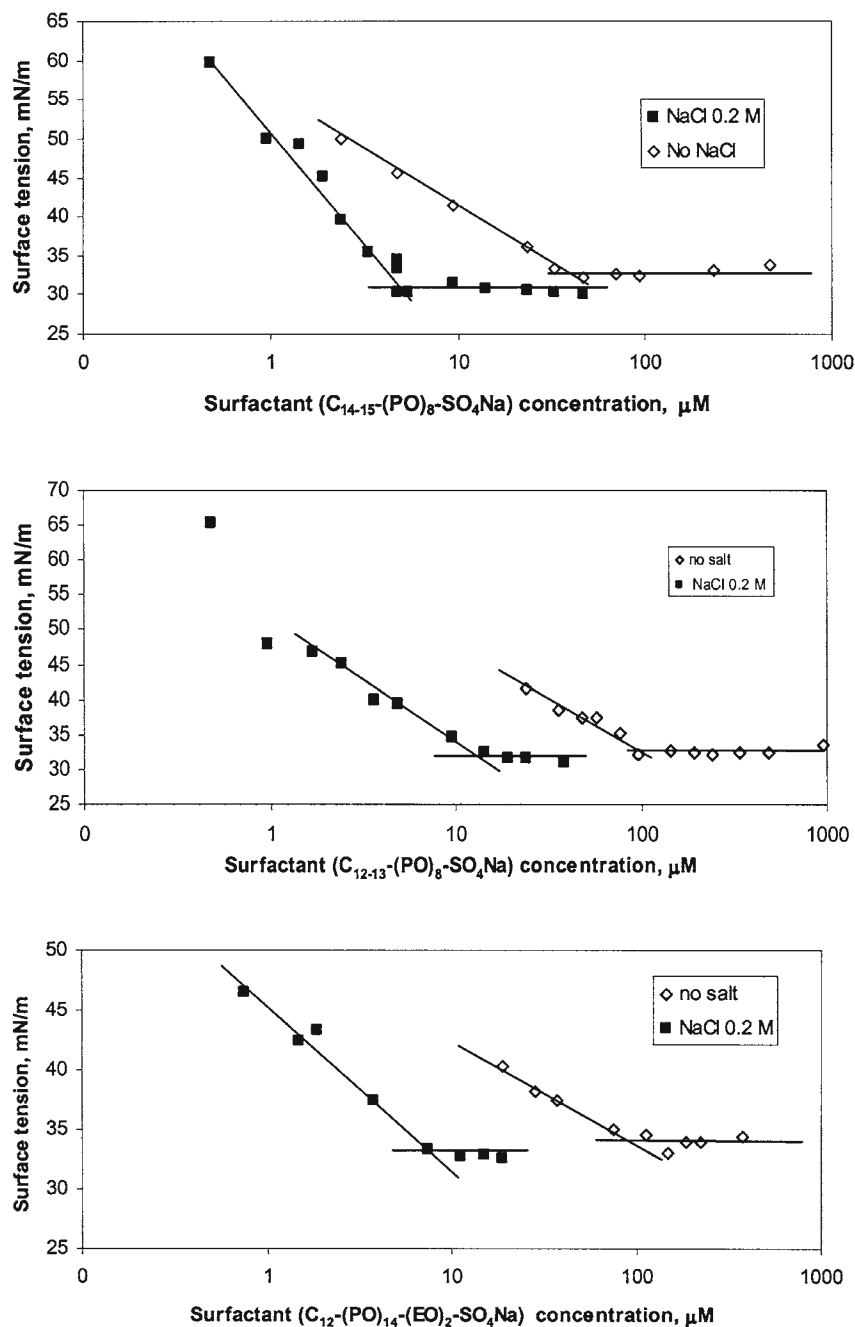 60
55
50
45
40
35
30
25
Surface tension, mN/m
NaCl 0.2 M
No NaCl
0 1 10 100 1000
Surfactant (C14-15-(PO)8-SO4Na) concentration, μM
70
65
60
55
50
45
40
35
30
25
Surface tension, mN/m
no salt
NaCl 0.2 M
0 1 10 100 1000
Surfactant (C12-13-(PO)8-SO4Na) concentration, μM
50
45
40
35
30
25
Surface tension, mN/m
no salt
NaCl 0.2 M
0 1 10 100 1000
Surfactant (C12-(PO)14-(EO)2-SO4Na) concentration, μM